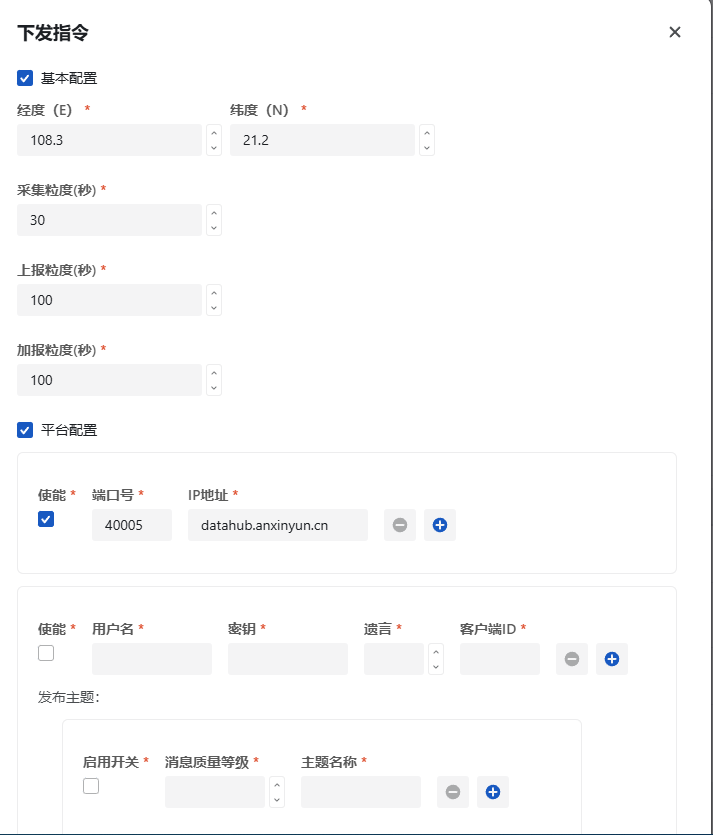 下发指令
基本配置
经度（E） * 纬度（N） *
108.3 21.2
采集粒度(秒) *
30
上报粒度(秒) *
100
加报粒度(秒) *
100
平台配置
使能 * 端口号 * IP地址 *
40005 datahub.anxinyun.cn
使能 * 用户名 * 密钥 * 遗言 * 客户端ID *
发布主题：
启用开关 * 消息质量等级 * 主题名称 *